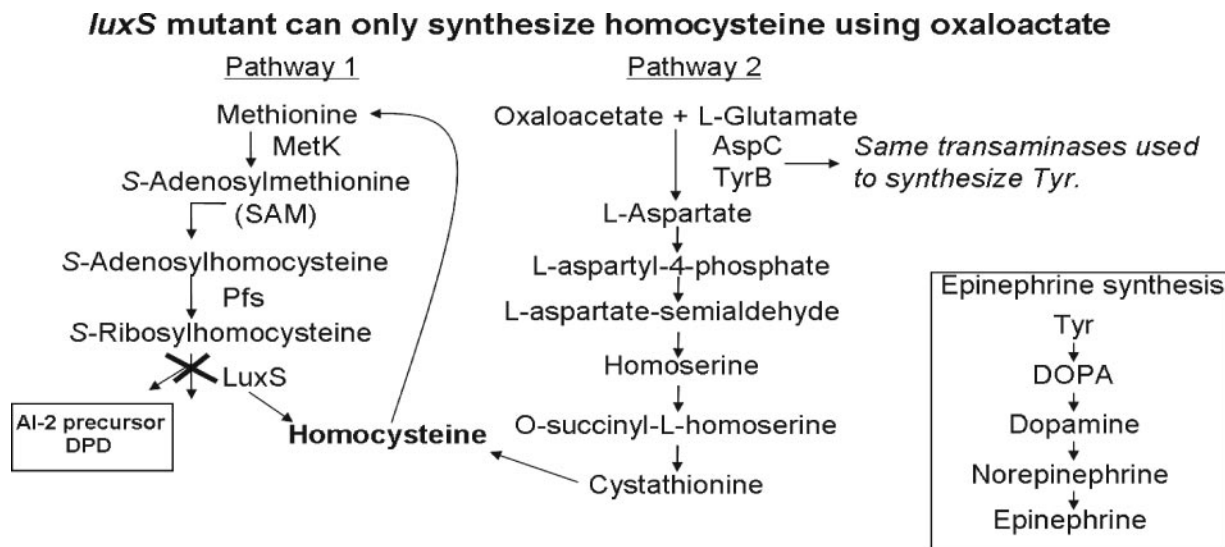 luxS mutant can only synthesize homocysteine using oxaloactate
Pathway 1
Methionine
MetK
S-Adenosylmethionine
(SAM)
S-Adenosylhomocysteine
Pfs
S-Ribosylhomocysteine
LuxS
AI-2 precursor
DPD
Homocysteine
Pathway 2
Oxaloacetate + L-Glutamate
AspC
TyrB
Same transaminases used
to synthesize Tyr.
L-Aspartate
L-aspartyl-4-phosphate
L-aspartate-semialdehyde
Homoserine
O-succinyl-L-homoserine
Cystathionine
Epinephrine synthesis
Tyr
DOPA
Dopamine
Norepinephrine
Epinephrine